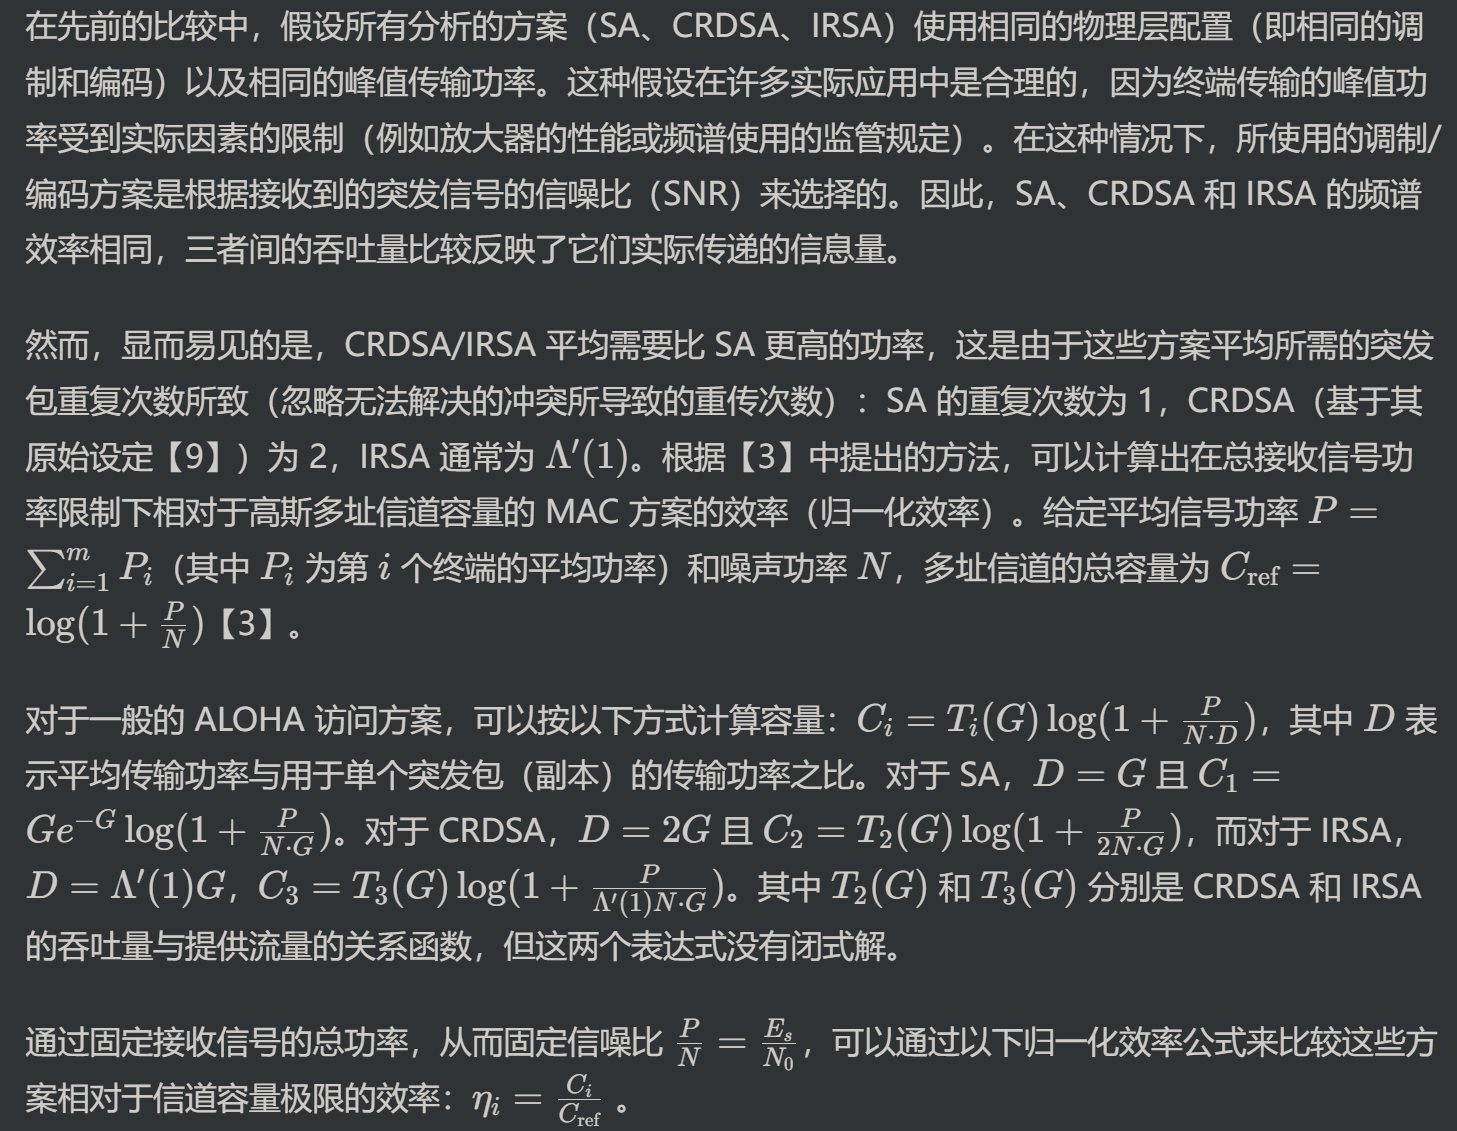 在先前的比较中，假设所有分析的方案（SA、CRDSA、IRSA）使用相同的物理层配置（即相同的调
制和编码）以及相同的峰值传输功率。这种假设在许多实际应用中是合理的，因为终端传输的峰值功
率受到实际因素的限制（例如放大器的性能或频谱使用的监管规定）。在这种情况下，所使用的调制/
编码方案是根据接收到的突发信号的信噪比（SNR）来选择的。因此，SA、CRDSA 和 IRSA 的频谱
效率相同，三者间的吞吐量比较反映了它们实际传递的信息量。
然而，显而易见的是，CRDSA/IRSA 平均需要比 SA 更高的功率，这是由于这些方案平均所需的突发
包重复次数所致（忽略无法解决的冲突所导致的重传次数）：SA 的重复次数为 1，CRDSA（基于其
原始设定【9】）为 2，IRSA 通常为 $\Lambda'(1)$。根据【3】中提出的方法，可以计算出在总接收信号功
率限制下相对于高斯多址信道容量的 MAC 方案的效率（归一化效率）。给定平均信号功率 $P =$
$\sum_{i=1}^{m} P_i$（其中 $P_i$ 为第 $i$ 个终端的平均功率）和噪声功率 $N$，多址信道的总容量为 $C_{\text{ref}} =$
$\log(1 + \frac{P}{N})$【3】。
对于一般的 ALOHA 访问方案，可以按以下方式计算容量：$C_i = T_i(G) \log(1 + \frac{P}{N \cdot D})$，其中 $D$ 表
示平均传输功率与用于单个突发包（副本）的传输功率之比。对于 SA，$D = G$ 且 $C_1 =$
$Ge^{-G} \log(1 + \frac{P}{N \cdot G})$。对于 CRDSA，$D = 2G$ 且 $C_2 = T_2(G) \log(1 + \frac{P}{2N \cdot G})$，而对于 IRSA，
$D = \Lambda'(1)G$，$C_3 = T_3(G) \log(1 + \frac{P}{\Lambda'(1)N \cdot G})$。其中 $T_2(G)$ 和 $T_3(G)$ 分别是 CRDSA 和 IRSA
的吞吐量与提供流量的关系函数，但这两个表达式没有闭式解。
通过固定接收信号的总功率，从而固定信噪比 $\frac{P}{N} = \frac{E_s}{N_0}$，可以通过以下归一化效率公式来比较这些方
案相对于信道容量极限的效率：$\eta_i = \frac{C_i}{C_{\text{ref}}}$ 。